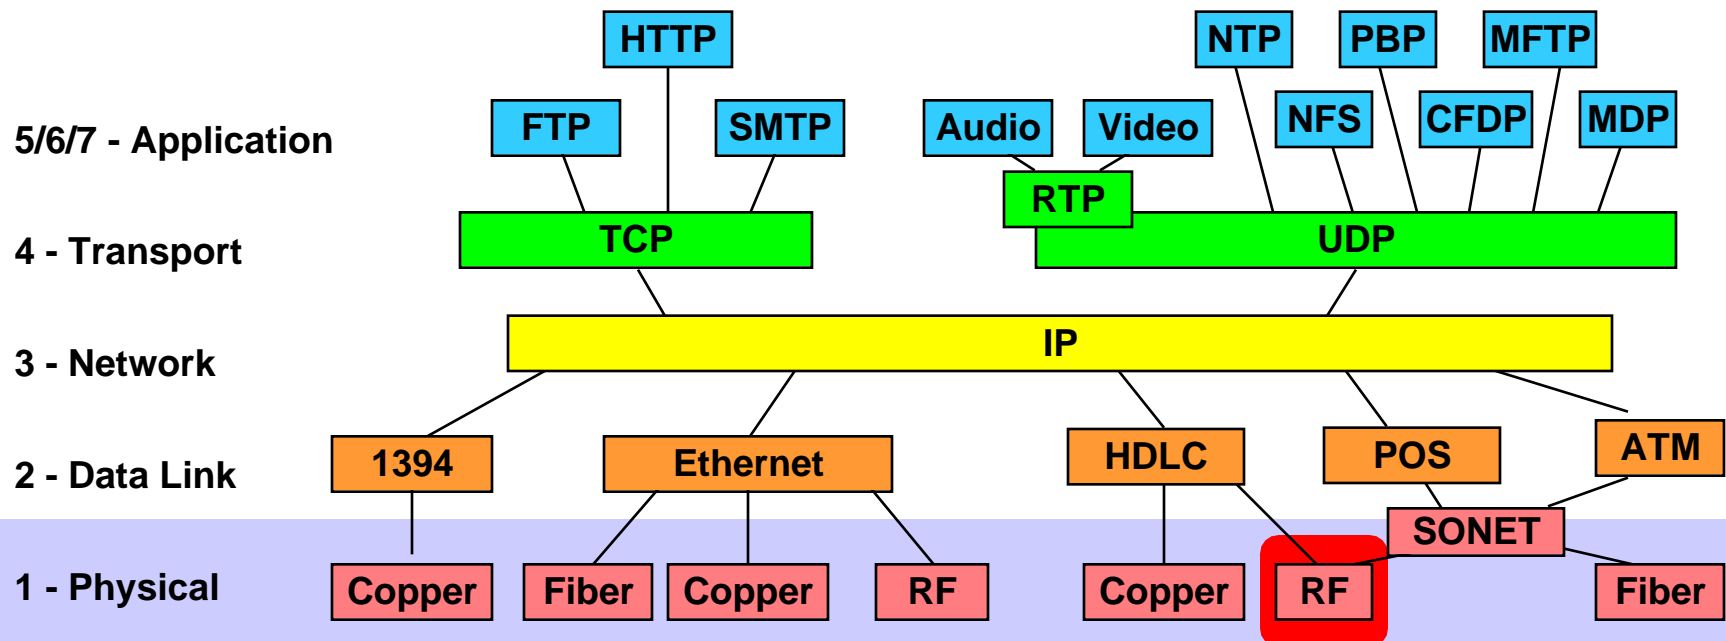 HTTP
NTP PBP MFTP
5/6/7 - Application FTP SMTP Audio Video NFS CFDP MDP
RTP
4 - Transport TCP UDP
3 - Network IP
2 - Data Link 1394 Ethernet HDLC POS ATM
SONET
1 - Physical Copper Fiber Copper RF Copper RF Fiber